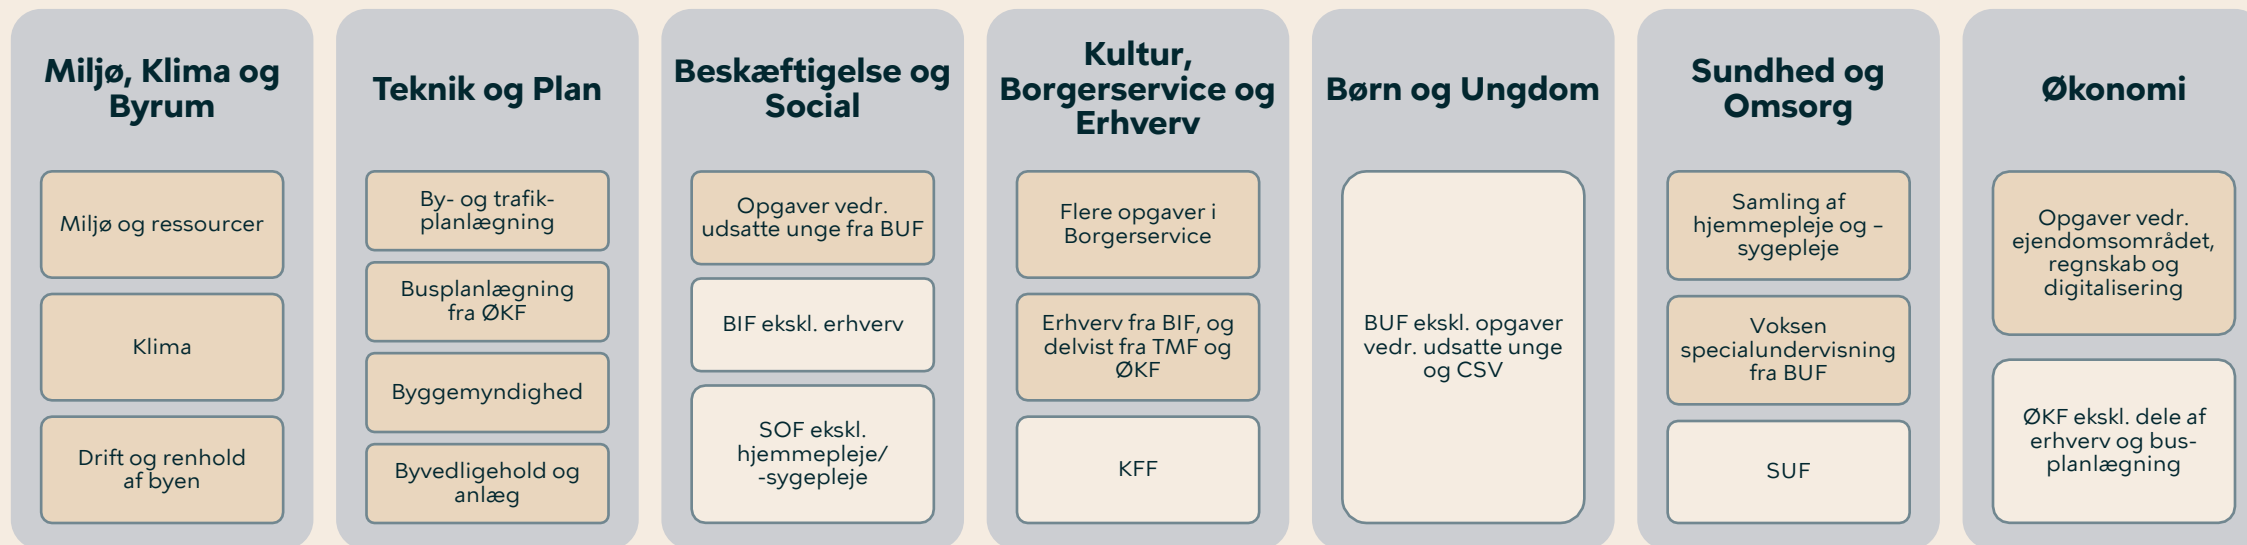 Miljø, Klima og
Byrum
Miljø og ressourcer
Klima
Drift og renhold
af byen
Teknik og Plan
By- og trafik-
planlægning
Busplanlægning
fra ØKF
Byggemyndighed
Byvedligehold og
anlæg
Beskæftigelse og
Social
Opgaver vedr.
udsatte unge fra BUF
BIF ekskl. erhverv
SOF ekskl.
hjemmepleje/
-sygepleje
Kultur,
Borgerservice og
Erhverv
Flere opgaver i
Borgerservice
Erhverv fra BIF, og
delvist fra TMF og
ØKF
KFF
Børn og Ungdom
BUF ekskl. opgaver
vedr. udsatte unge
og CSV
Sundhed og
Omsorg
Samling af
hjemmepleje og –
sygepleje
Voksen
specialundervisning
fra BUF
SUF
Økonomi
Opgaver vedr.
ejendomsområdet,
regnskab og
digitalisering
ØKF ekskl. dele af
erhverv og bus-
planlægning